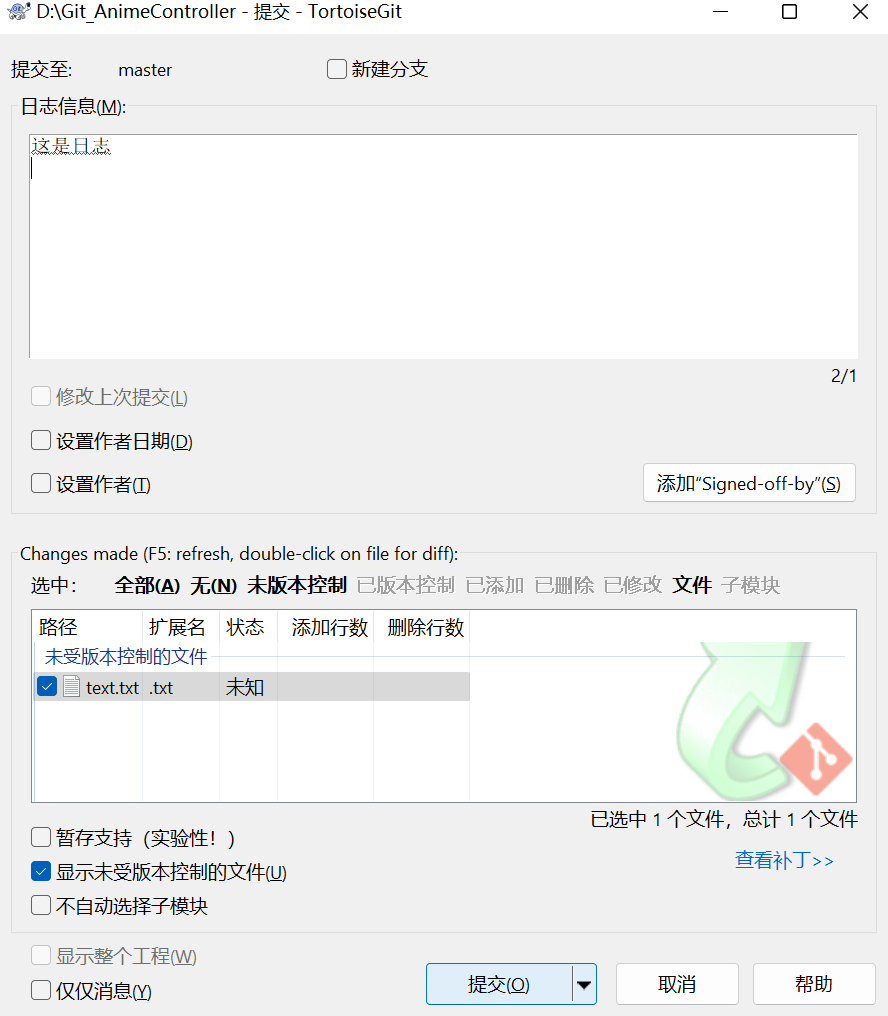 D:\Git_AnimeController - 提交 - TortoiseGit
提交至: master 新建分支
日志信息(M):
这是日志
2/1
修改上次提交(L)
设置作者日期(D)
设置作者(T)
添加“Signed-off-by”(S)
Changes made (F5: refresh, double-click on file for diff):
选中: 全部(A) 无(N) 未版本控制 已版本控制 已添加 已删除 已修改 文件 子模块
路径 扩展名 状态 添加行数 删除行数
未受版本控制的文件
text.txt .txt 未知
已选中 1 个文件，总计 1 个文件
暂存支持（实验性！）
查看补丁>>
显示未受版本控制的文件(U)
不自动选择子模块
显示整个工程(W)
仅仅消息(Y)
提交(O) 取消 帮助